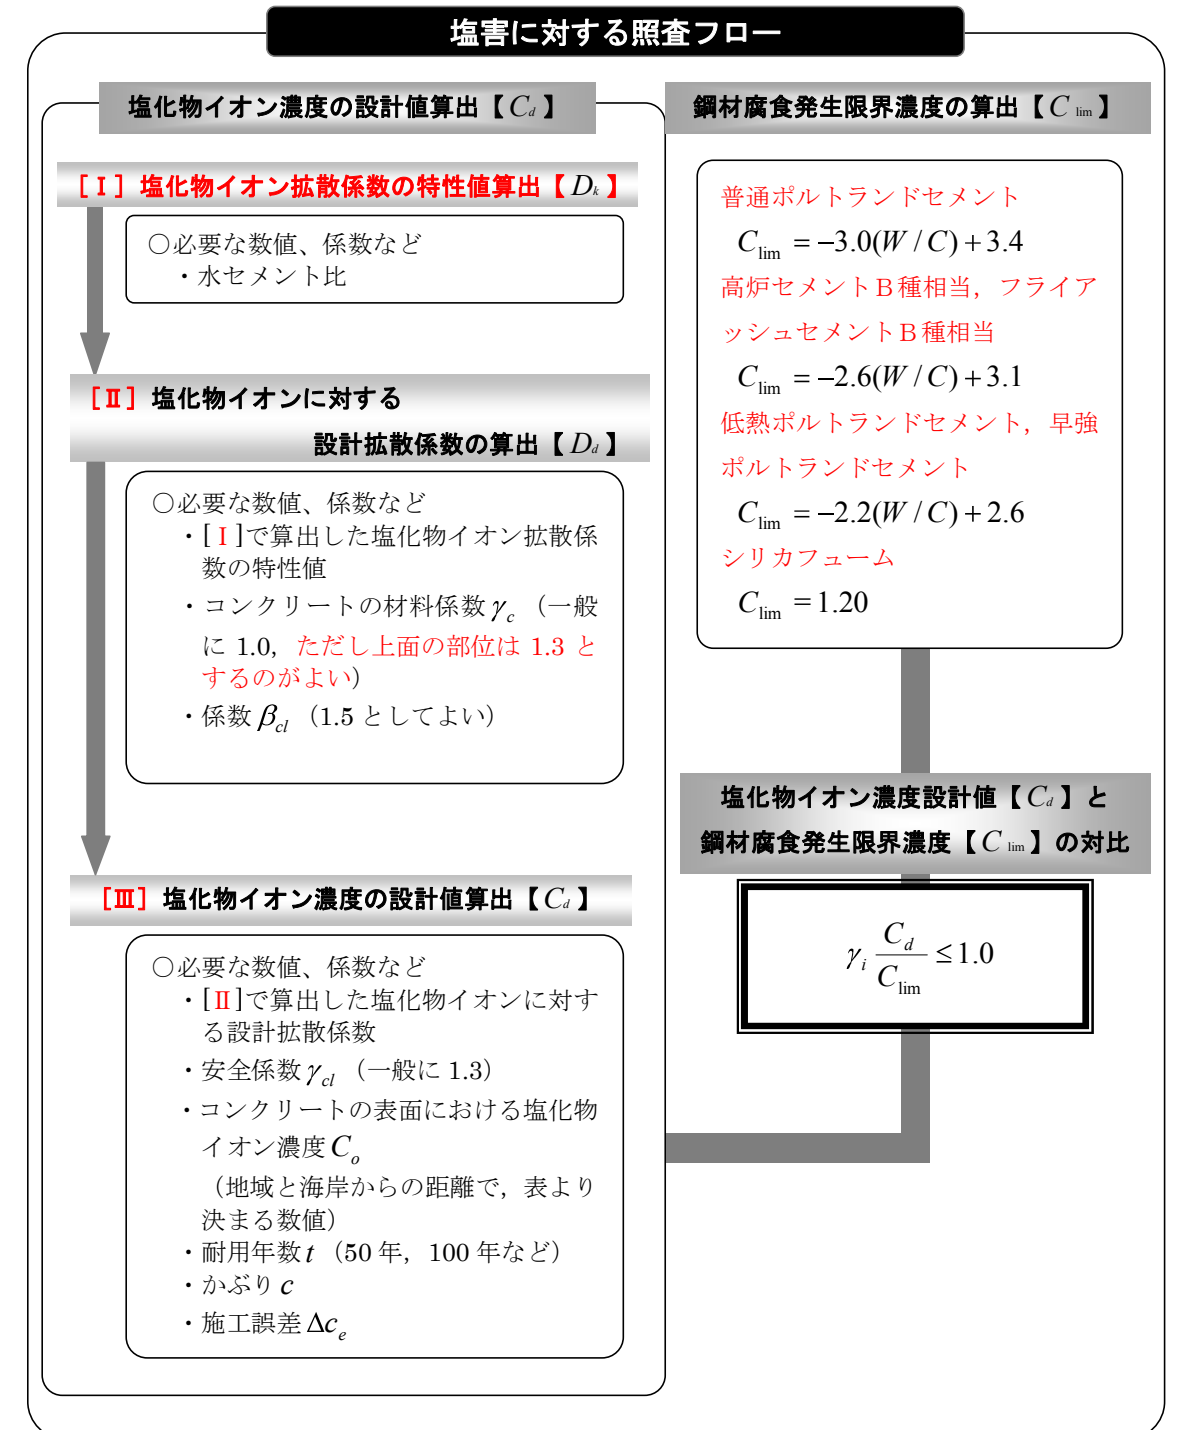 塩害に対する照査フロー
塩化物イオン濃度の設計値算出【C_d】
［Ⅰ］塩化物イオン拡散係数の特性値算出【D_k】
○必要な数値、係数など
・水セメント比
［Ⅱ］塩化物イオンに対する
設計拡散係数の算出【D_d】
○必要な数値、係数など
・[Ⅰ]で算出した塩化物イオン拡散係
数の特性値
・コンクリートの材料係数γ_c（一般
に 1.0，ただし上面の部位は 1.3 と
するのがよい）
・係数β_cl（1.5 としてよい）
［Ⅲ］塩化物イオン濃度の設計値算出【C_d】
○必要な数値、係数など
・[Ⅱ]で算出した塩化物イオンに対す
る設計拡散係数
・安全係数γ_cl（一般に 1.3）
・コンクリートの表面における塩化物
イオン濃度C_o
（地域と海岸からの距離で，表より
決まる数値）
・耐用年数t（50 年，100 年など）
・かぶりc
・施工誤差Δc_e
鋼材腐食発生限界濃度の算出【C_lim】
普通ポルトランドセメント
C_lim = −3.0(W / C) + 3.4
高炉セメントＢ種相当，フライア
ッシュセメントＢ種相当
C_lim = −2.6(W / C) + 3.1
低熱ポルトランドセメント，早強
ポルトランドセメント
C_lim = −2.2(W / C) + 2.6
シリカフューム
C_lim = 1.20
塩化物イオン濃度設計値【C_d】と
鋼材腐食発生限界濃度【C_lim】の対比
γ_i C_d / C_lim ≤ 1.0